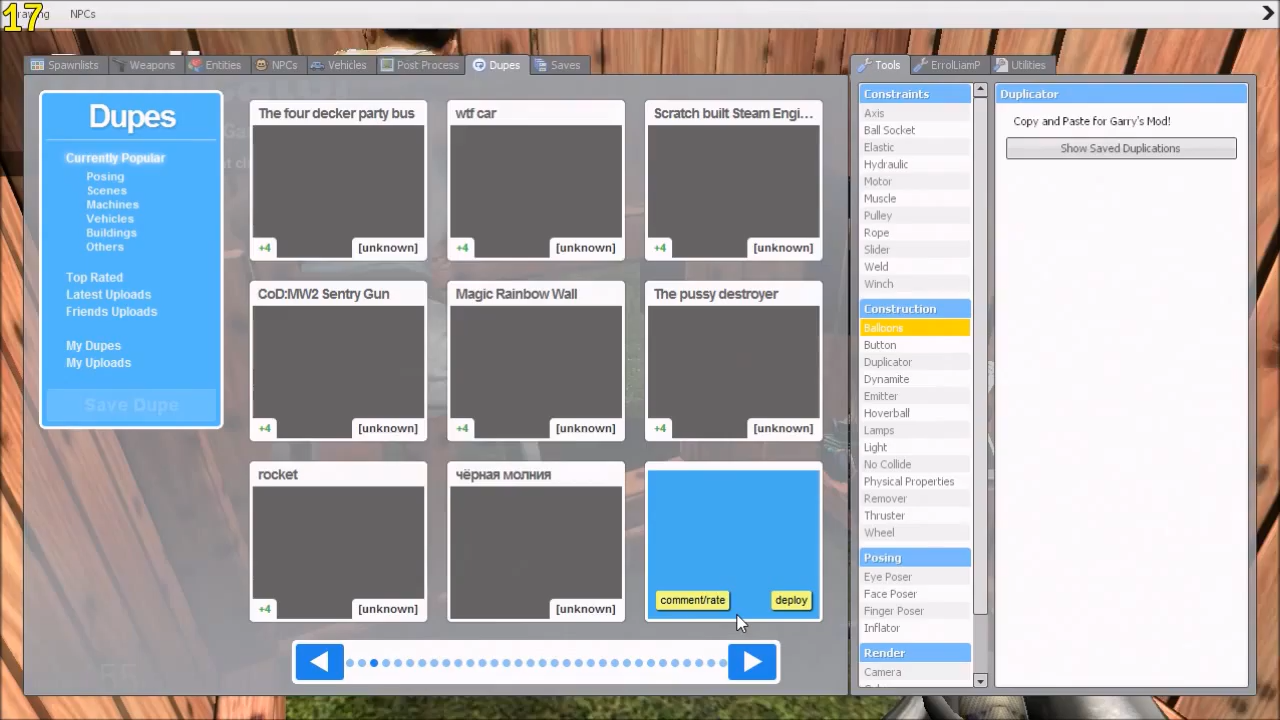 17
NPCs
Spawnlists
Weapons
Entities
NPCs
Vehicles
Post Process
Dupes
Saves
Tools
ErrolLiamP
Utilities
Dupes
Currently Popular
Posing
Scenes
Machines
Vehicles
Buildings
Others
Top Rated
Latest Uploads
Friends Uploads
My Dupes
My Uploads
Save Dupe
The four decker party bus
+4
[unknown]
wtf car
+4
[unknown]
Scratch built Steam Engi...
+4
[unknown]
CoD:MW2 Sentry Gun
+4
[unknown]
Magic Rainbow Wall
+4
[unknown]
The pussy destroyer
+4
[unknown]
rocket
+4
[unknown]
чёрная молния
[unknown]
comment/rate
deploy
Constraints
Axis
Ball Socket
Elastic
Hydraulic
Motor
Muscle
Pulley
Rope
Slider
Weld
Winch
Construction
Balloons
Button
Duplicator
Dynamite
Emitter
Hoverball
Lamps
Light
No Collide
Physical Properties
Remover
Thruster
Wheel
Posing
Eye Poser
Face Poser
Finger Poser
Inflator
Render
Camera
Duplicator
Copy and Paste for Garry's Mod!
Show Saved Duplications